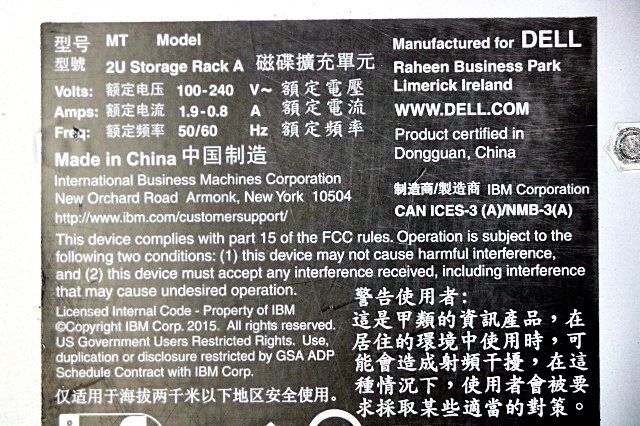 型号 MT Model
型號 2U Storage Rack A 磁碟擴充單元
Volts: 额定电压 100-240 V~ 額定電壓
Amps: 额定电流 1.9-0.8 A 額定電流
Freq: 额定频率 50/60 Hz 額定頻率
Made in China 中国制造
International Business Machines Corporation
New Orchard Road Armonk, New York 10504
http://www.ibm.com/customersupport/
Manufactured for DELL
Raheen Business Park
Limerick Ireland
WWW.DELL.COM
Product certified in
Dongguan, China
制造商/製造商 IBM Corporation
CAN ICES-3 (A)/NMB-3(A)
This device complies with part 15 of the FCC rules. Operation is subject to the
following two conditions: (1) this device may not cause harmful interference,
and (2) this device must accept any interference received, including interference
that may cause undesired operation.
Licensed Internal Code - Property of IBM
©Copyright IBM Corp. 2015. All rights reserved.
US Government Users Restricted Rights. Use,
duplication or disclosure restricted by GSA ADP
Schedule Contract with IBM Corp.
仅适用于海拔两千米以下地区安全使用。
警告使用者:
這是甲類的資訊產品，在
居住的環境中使用時，可
能會造成射頻干擾，在這
種情況下，使用者會被要
求採取某些適當的對策。